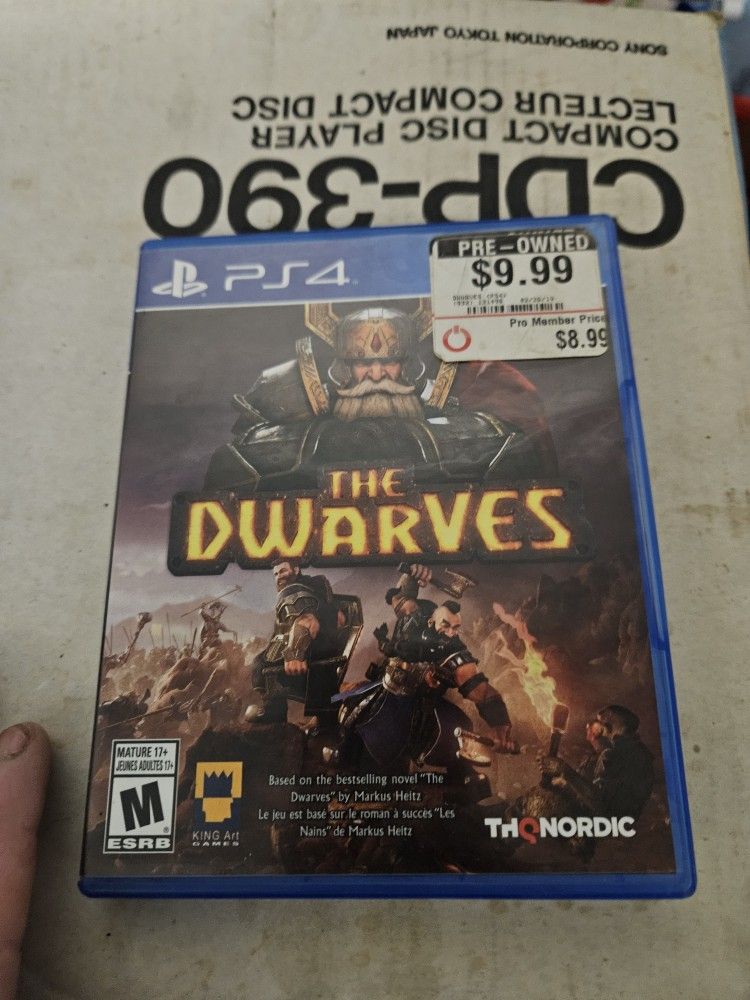 SONY CORPORATION TOKYO JAPAN
LECTEUR COMPACT DISC
COMPACT DISC PLAYER
CDP-390
PS4
PRE-OWNED
$9.99
Pro Member Price
$8.99
THE
DWARVES
MATURE 17+
JEUNES ADULTES 17+
M
ESRB
KING Art
GAMES
Based on the bestselling novel "The
Dwarves" by Markus Heitz
Le jeu est basé sur le roman à succès "Les
Nains" de Markus Heitz
THQNORDIC